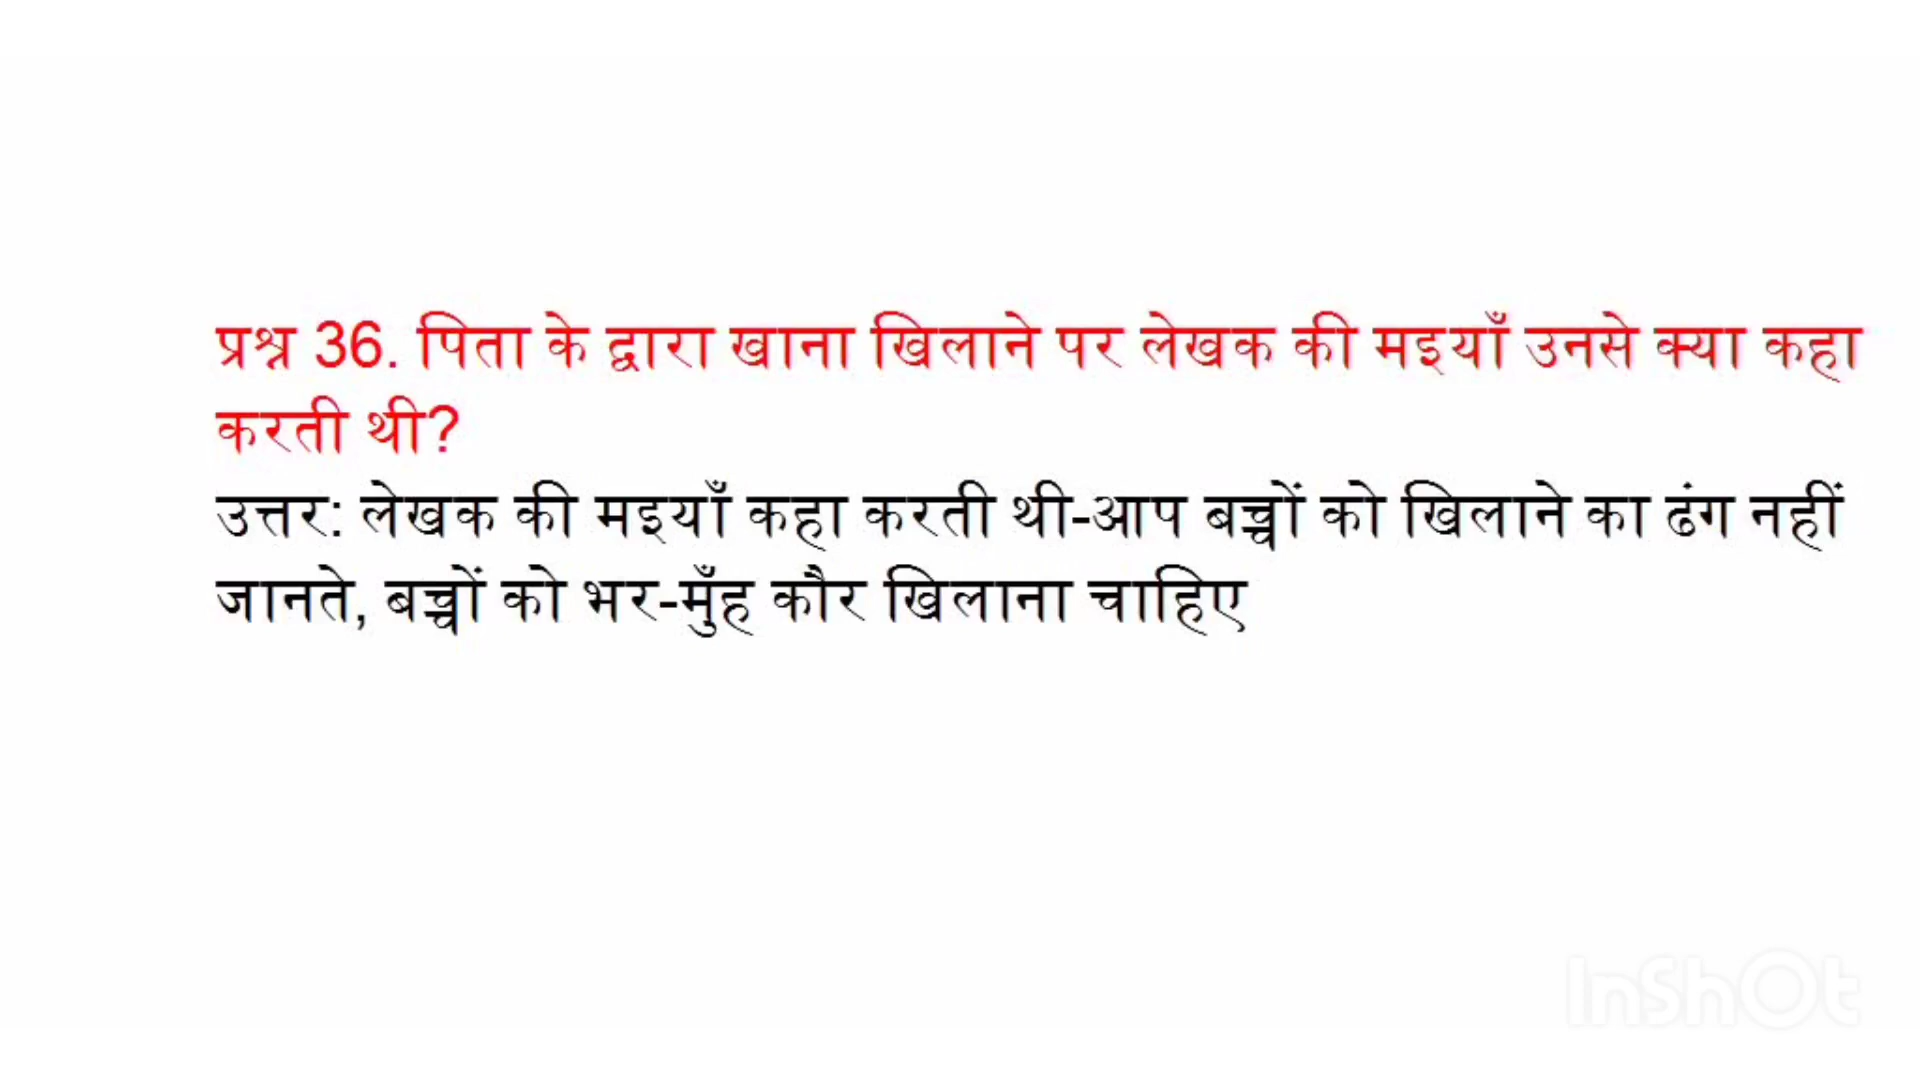 प्रश्न 36. पिता के द्वारा खाना खिलाने पर लेखक की मइयाँ उनसे क्या कहा
करती थी?
उत्तर: लेखक की मइयाँ कहा करती थी-आप बच्चों को खिलाने का ढंग नहीं
जानते, बच्चों को भर-मुँह कौर खिलाना चाहिए
InShOt